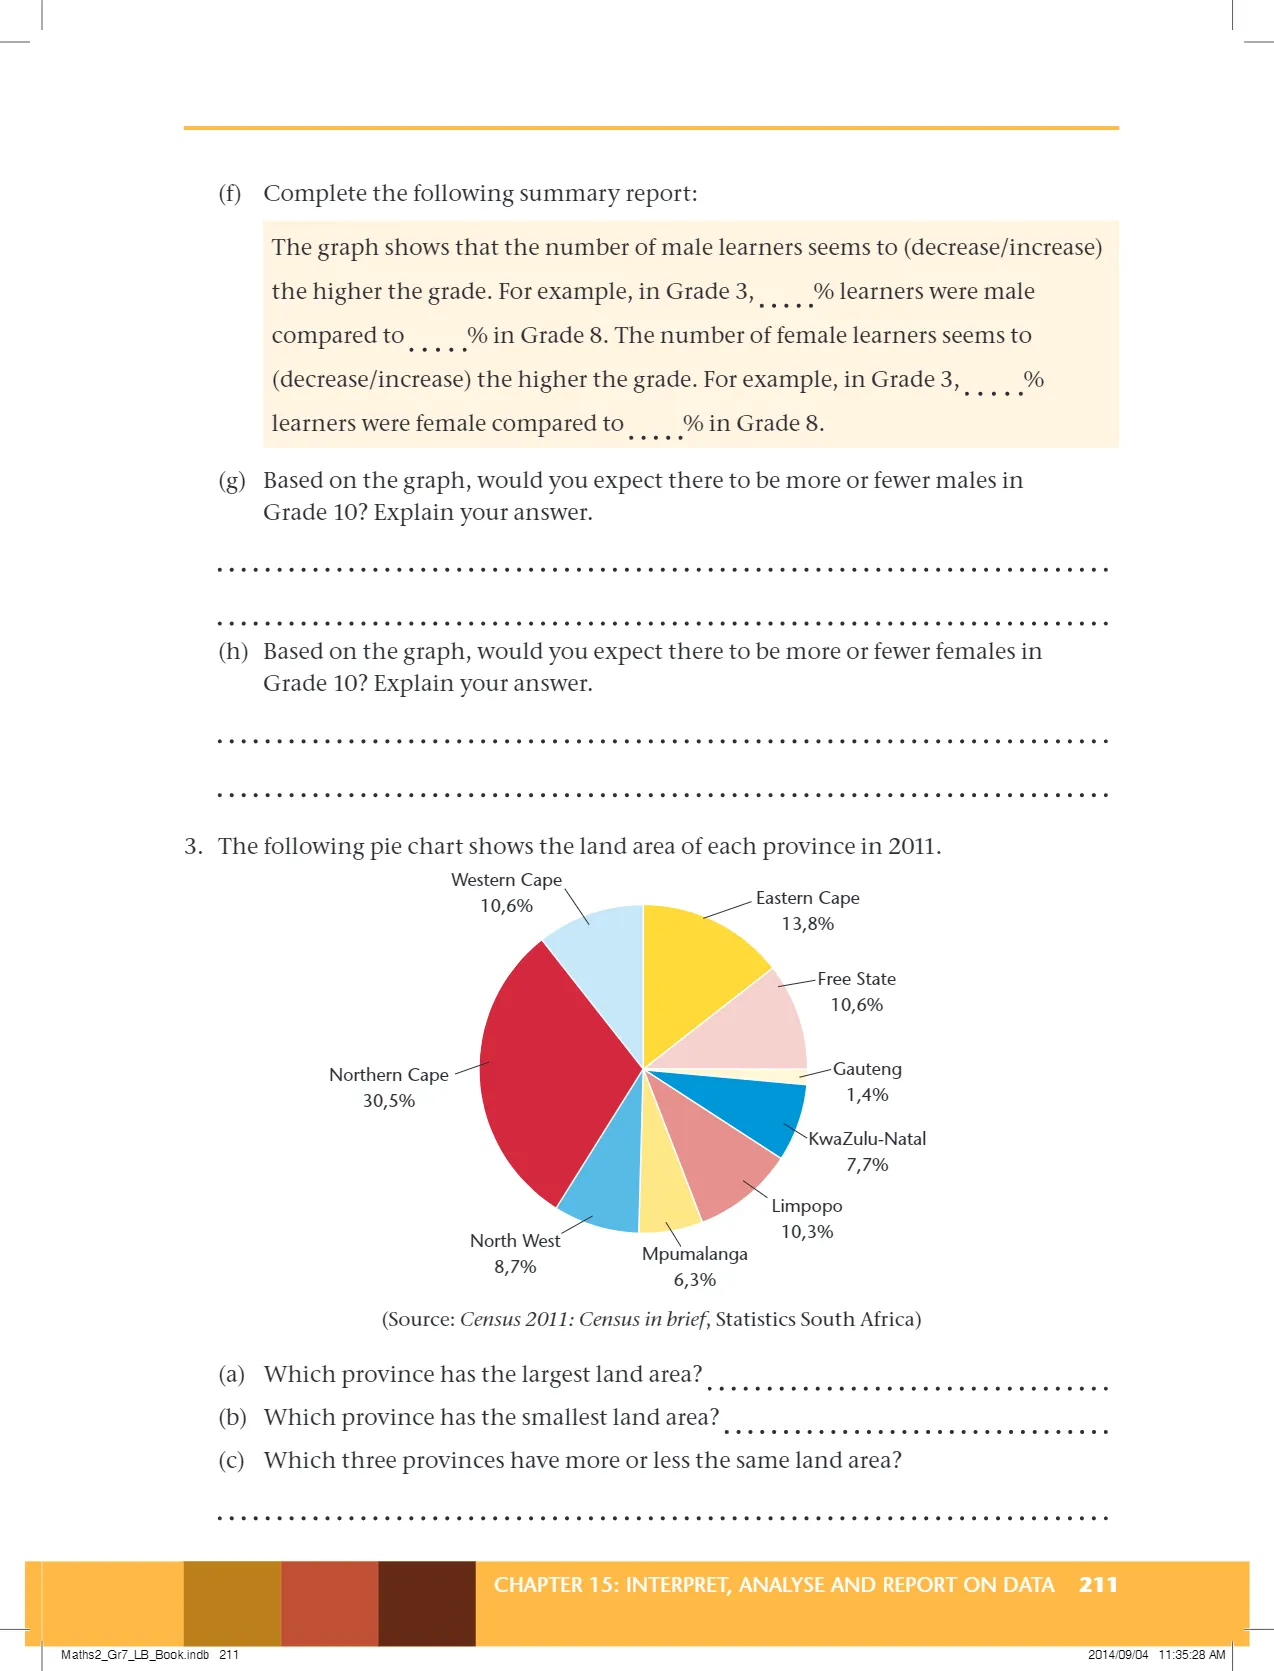 (f) Complete the following summary report:
The graph shows that the number of male learners seems to (decrease/increase)
the higher the grade. For example, in Grade 3, .....% learners were male
compared to .....% in Grade 8. The number of female learners seems to
(decrease/increase) the higher the grade. For example, in Grade 3, .....%
learners were female compared to .....% in Grade 8.
(g) Based on the graph, would you expect there to be more or fewer males in
Grade 10? Explain your answer.
(h) Based on the graph, would you expect there to be more or fewer females in
Grade 10? Explain your answer.
3. The following pie chart shows the land area of each province in 2011.
Western Cape
10,6%
Eastern Cape
13,8%
Free State
10,6%
Gauteng
1,4%
Northern Cape
30,5%
KwaZulu-Natal
7,7%
Limpopo
10,3%
North West
8,7%
Mpumalanga
6,3%
(Source: Census 2011: Census in brief, Statistics South Africa)
(a) Which province has the largest land area?
(b) Which province has the smallest land area?
(c) Which three provinces have more or less the same land area?
CHAPTER 15: INTERPRET, ANALYSE AND REPORT ON DATA 211
Maths2_Gr7_LB_Book.indb 211
2014/09/04 11:35:28 AM